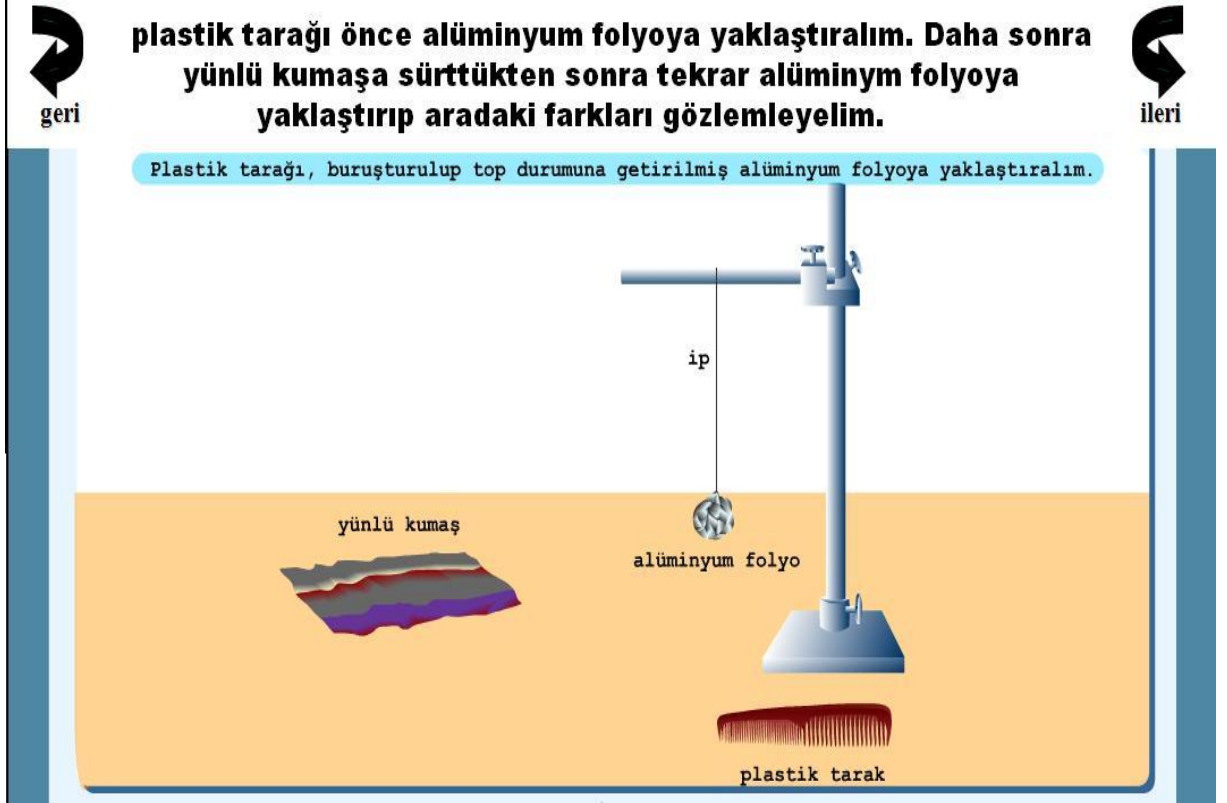 plastik tarağı önce alüminyum folyoya yaklaştıralım. Daha sonra
yünlü kumaşa sürttükten sonra tekrar alüminym folyoya
yaklaştırıp aradaki farkları gözlemleyelim.
geri
ileri
Plastik tarağı, buruşturulup top durumuna getirilmiş alüminyum folyoya yaklaştıralım.
ip
yünlü kumaş
alüminyum folyo
plastik tarak